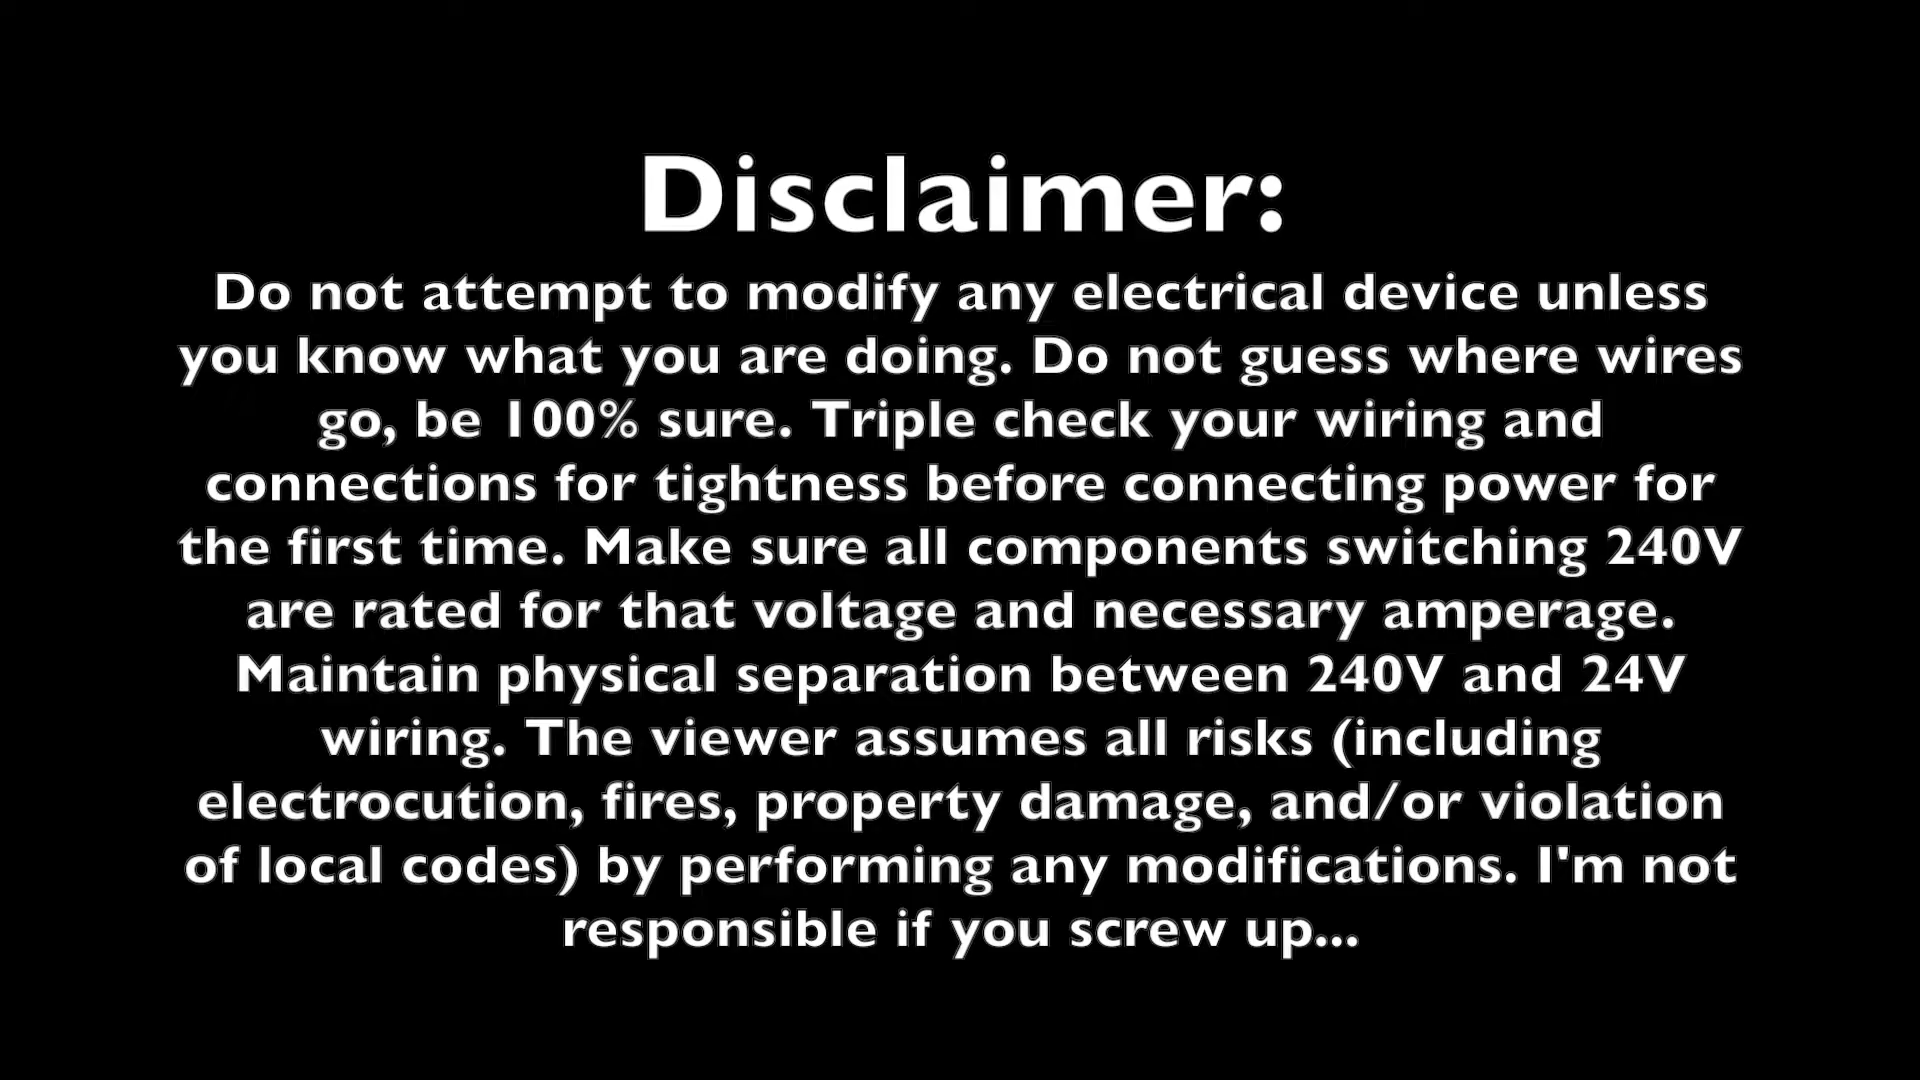 Disclaimer:
Do not attempt to modify any electrical device unless
you know what you are doing. Do not guess where wires
go, be 100% sure. Triple check your wiring and
connections for tightness before connecting power for
the first time. Make sure all components switching 240V
are rated for that voltage and necessary amperage.
Maintain physical separation between 240V and 24V
wiring. The viewer assumes all risks (including
electrocution, fires, property damage, and/or violation
of local codes) by performing any modifications. I'm not
responsible if you screw up...